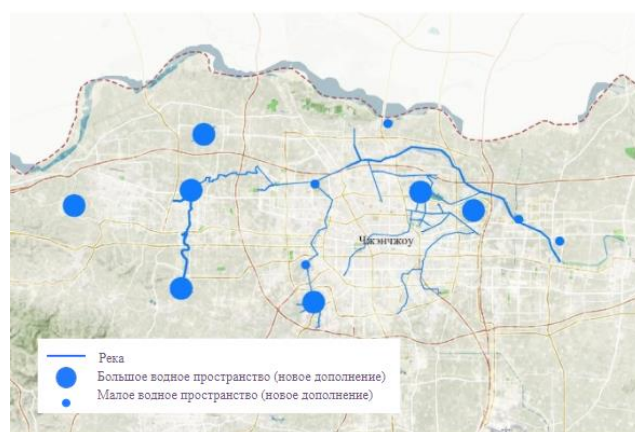 Чжэнчжоу
Река
Большое водное пространство (новое дополнение)
Малое водное пространство (новое дополнение)